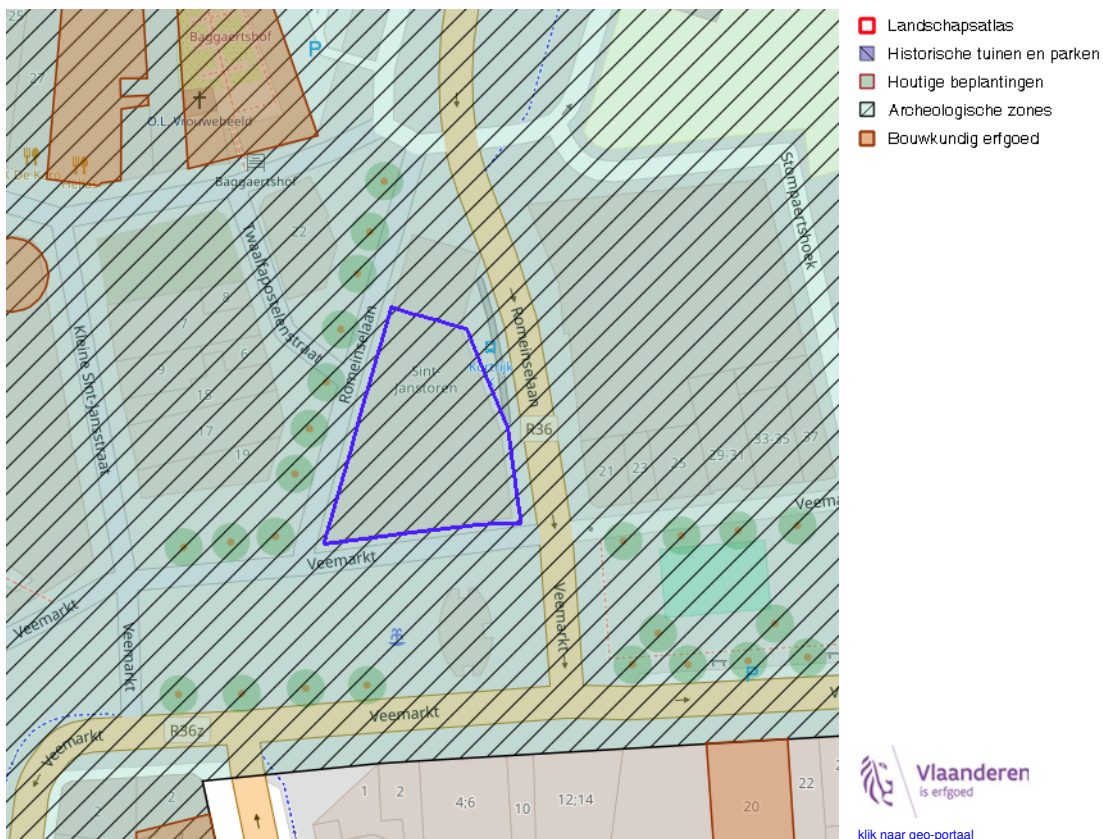 25
27
Baggaertshof
P
O.L. Vrouwebeeld
Baggaertshof
Stompaertshoek
22
Twaalfapostelenstraat
8
7
6
9
15
17
19
Kleine Sint-Jansstraat
Romeinselaan
Sint-
Janstoren
Kortrijk
Romeinselaan
R36
21
23
25
29-31
33-35
37
Veema
Veemarkt
Veemarkt
Veemarkt
Veemarkt
P
Veemarkt
R36z
Veemarkt
V
2
2
1
2
4;6
10
12;14
20
22
Landschapsatlas
Historische tuinen en parken
Houtige beplantingen
Archeologische zones
Bouwkundig erfgoed
Vlaanderen
is erfgoed
klik naar geo-portaal